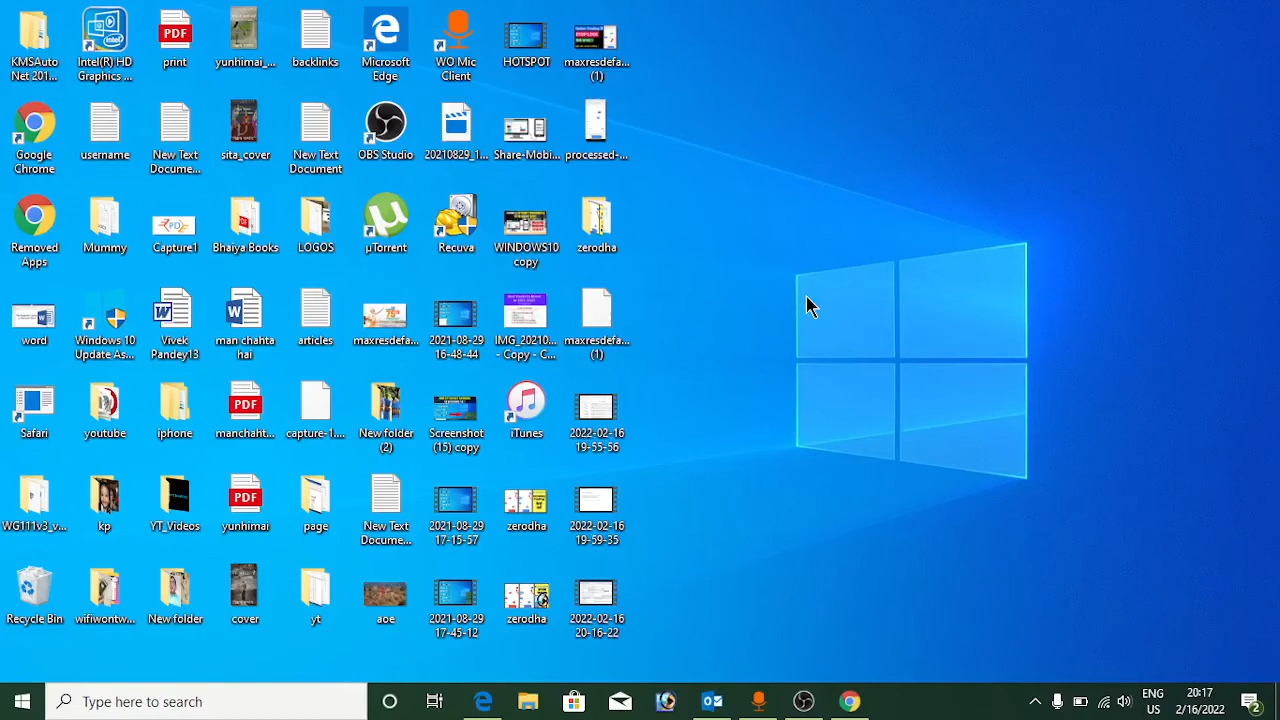 KMSAuto
Net 201...
Intel(R) HD
Graphics ...
PDF
print
yunhimai_...
backlinks
Microsoft
Edge
WO Mic
Client
HOTSPOT
maxresdefa...
(1)
Google
Chrome
username
New Text
Docume...
sita_cover
New Text
Document
OBS Studio
20210829_1...
Share-Mobi...
processed-...
Removed
Apps
Mummy
Capture1
Bhaiya Books
LOGOS
µTorrent
Recuva
WINDOWS10
copy
zerodha
word
Windows 10
Update As...
Vivek
Pandey13
man chahta
hai
articles
maxresdefa...
2021-08-29
16-48-44
IMG_20210...
- Copy - C...
maxresdefa...
(1)
Safari
youtube
iphone
PDF
manchaht...
capture-1....
New folder
(2)
Screenshot
(15) copy
iTunes
2022-02-16
19-55-56
WG111v3_v...
kp
YT_Videos
PDF
yunhimai
page
New Text
Docume...
2021-08-29
17-15-57
zerodha
2022-02-16
19-59-35
Recycle Bin
wifiwontw...
New folder
cover
yt
aoe
2021-08-29
17-45-12
zerodha
2022-02-16
20-16-22
Type here to search
ENG
US
20:17
2/16/2022
2